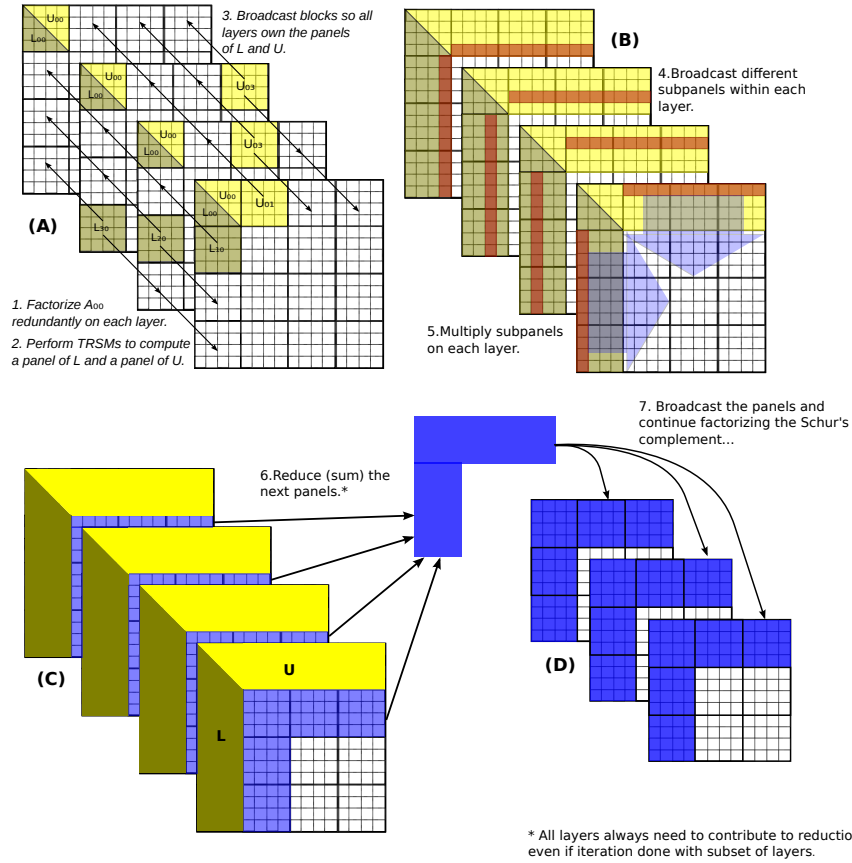 3. Broadcast blocks so all
layers own the panels
of L and U.
U₀₀
L₀₀
U₀₀
L₀₀
U₀₃
U₀₀
L₀₀
U₀₃
U₀₀
L₀₀
U₀₁
L₃₀
L₂₀
L₁₀
(A)
1. Factorize A₀₀
redundantly on each layer.
2. Perform TRSMs to compute
a panel of L and a panel of U.
(B)
4.Broadcast different
subpanels within each
layer.
5.Multiply subpanels
on each layer.
6.Reduce (sum) the
next panels.*
7. Broadcast the panels and
continue factorizing the Schur's
complement...
(C)
U
L
(D)
* All layers always need to contribute to reductio
even if iteration done with subset of layers.